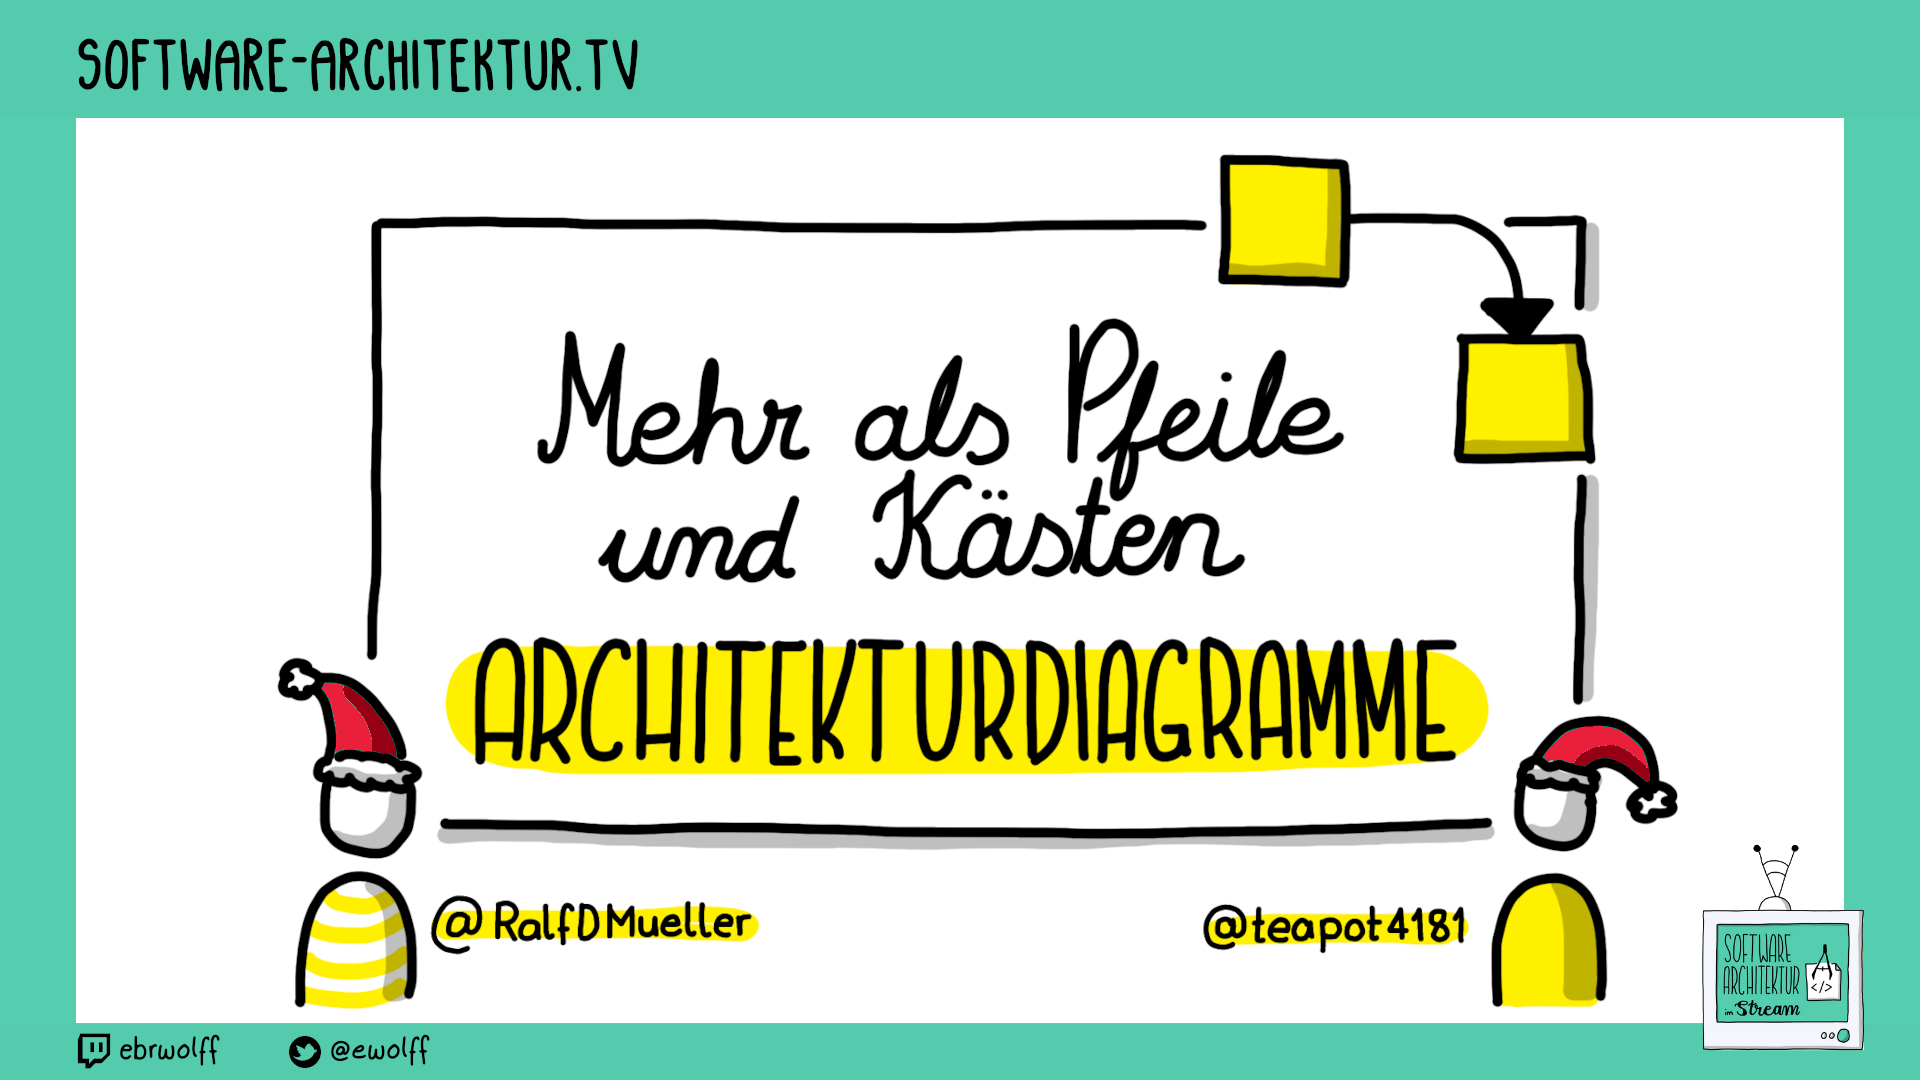 SOFTWARE-ARCHITEKTUR.TV
Mehr als Pfeile
und Kästen
ARCHITEKTURDIAGRAMME
@RalfDMueller
@teapot4181
SOFTWARE
ARCHITEKTUR
</>
im Stream
ebrwolff
@ewolff